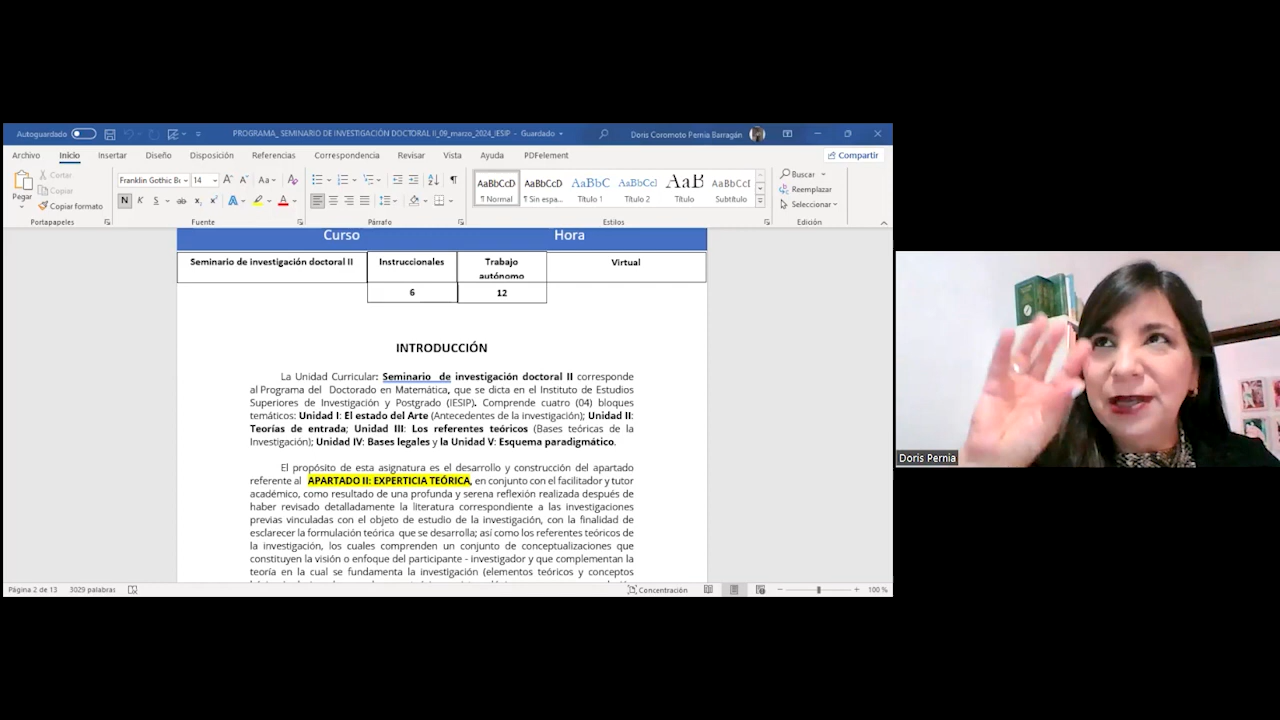 Autoguardado PROGRAMA_ SEMINARIO DE INVESTIGACIÓN DOCTORAL II_09_marzo_2024_IESIP - Guardado Doris Coromoto Pernia Barragán
Archivo Inicio Insertar Diseño Disposición Referencias Correspondencia Revisar Vista Ayuda PDFelement Compartir
Pegar
Cortar
Copiar
Copiar formato
Portapapeles
Franklin Gothic B 14
N K S ab x, x² A A
Fuente
Párrafo
AaBbCcD AaBbCcD AaBbC AaBbCcI AaB AaBbCcI
¶ Normal ¶ Sin espa... Título 1 Título 2 Título Subtítulo
Estilos
Buscar
Reemplazar
Seleccionar
Edición
Curso Hora
Seminario de investigación doctoral II Instruccionales Trabajo Virtual
autónomo
6 12
INTRODUCCIÓN
La Unidad Curricular: Seminario de investigación doctoral II corresponde
al Programa del Doctorado en Matemática, que se dicta en el Instituto de Estudios
Superiores de Investigación y Postgrado (IESIP). Comprende cuatro (04) bloques
temáticos: Unidad I: El estado del Arte (Antecedentes de la investigación); Unidad II:
Teorías de entrada; Unidad III: Los referentes teóricos (Bases teóricas de la
Investigación); Unidad IV: Bases legales y la Unidad V: Esquema paradigmático.
El propósito de esta asignatura es el desarrollo y construcción del apartado
referente al APARTADO II: EXPERTICIA TEÓRICA, en conjunto con el facilitador y tutor
académico, como resultado de una profunda y serena reflexión realizada después de
haber revisado detalladamente la literatura correspondiente a las investigaciones
previas vinculadas con el objeto de estudio de la investigación, con la finalidad de
esclarecer la formulación teórica que se desarrolla; así como los referentes teóricos de
la investigación, los cuales comprenden un conjunto de conceptualizaciones que
constituyen la visión o enfoque del participante - investigador y que complementan la
teoría en la cual se fundamenta la investigación (elementos teóricos y conceptos
Página 2 de 13 3029 palabras Concentración 100 %
Doris Pernia